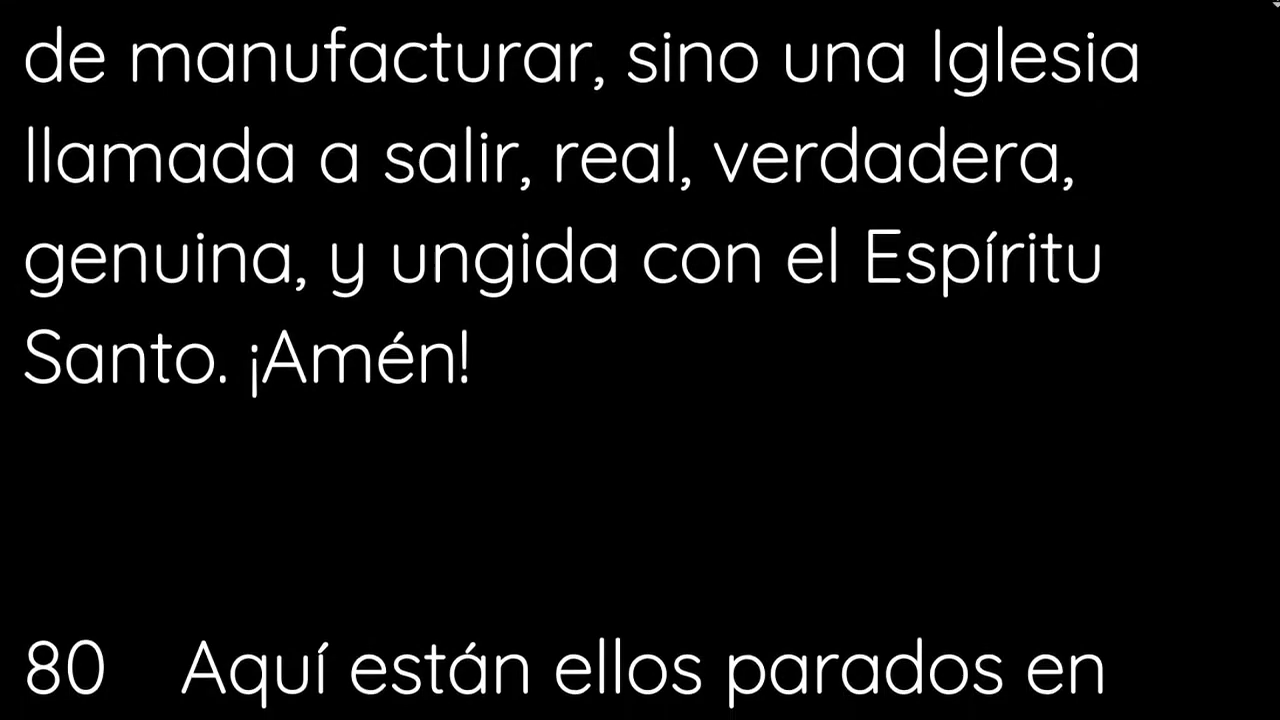 de manufacturar, sino una Iglesia
llamada a salir, real, verdadera,
genuina, y ungida con el Espíritu
Santo. ¡Amén!
80 Aquí están ellos parados en